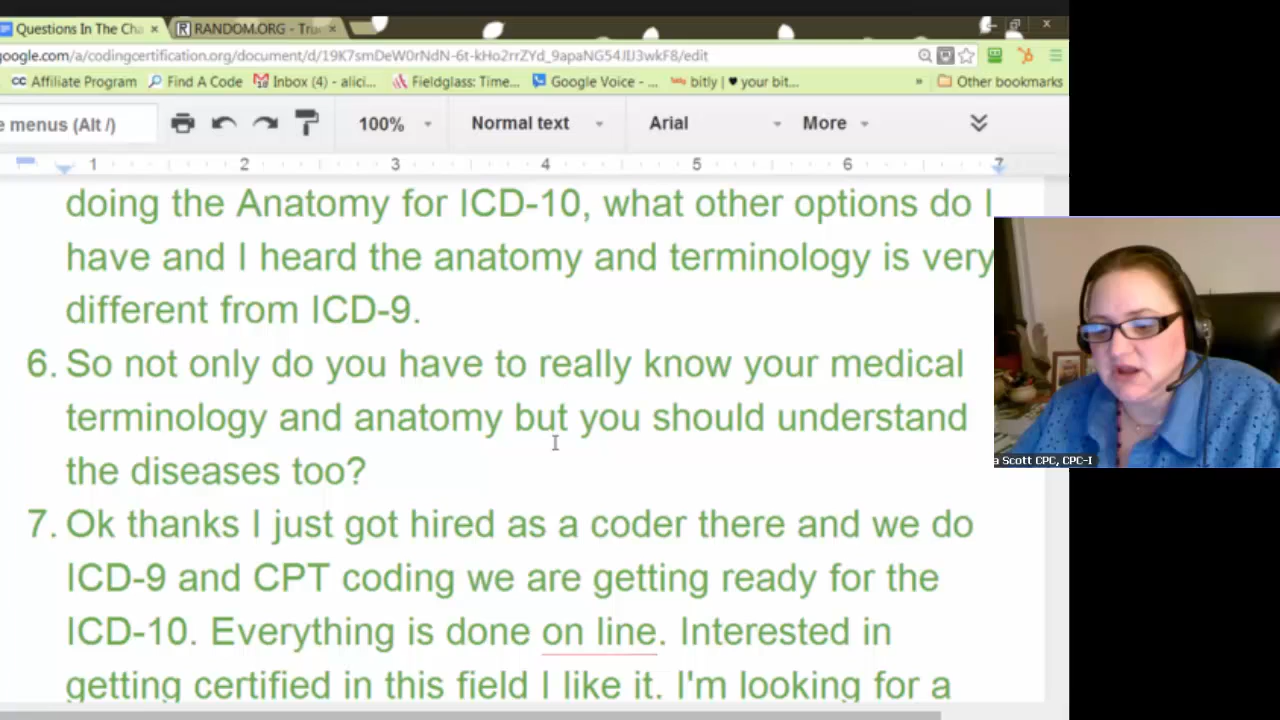 Questions In The Cha
RANDOM.ORG - Tru
google.com/a/codingcertification.org/document/d/19K7smDeW0rNdN-6t-kHo2rrZYd_9apaNG54JlJ3wkF8/edit
CC Affiliate Program Find A Code Inbox (4) - alici... Fieldglass: Time... Google Voice - ... bitly | ♥ your bit... » Other bookmarks
e menus (Alt /) 100% Normal text Arial More
1 2 3 4 5 6 7
doing the Anatomy for ICD-10, what other options do I
have and I heard the anatomy and terminology is very
different from ICD-9.
6. So not only do you have to really know your medical
terminology and anatomy but you should understand
the diseases too?
a Scott CPC, CPC-I
7. Ok thanks I just got hired as a coder there and we do
ICD-9 and CPT coding we are getting ready for the
ICD-10. Everything is done on line. Interested in
getting certified in this field I like it. I'm looking for a